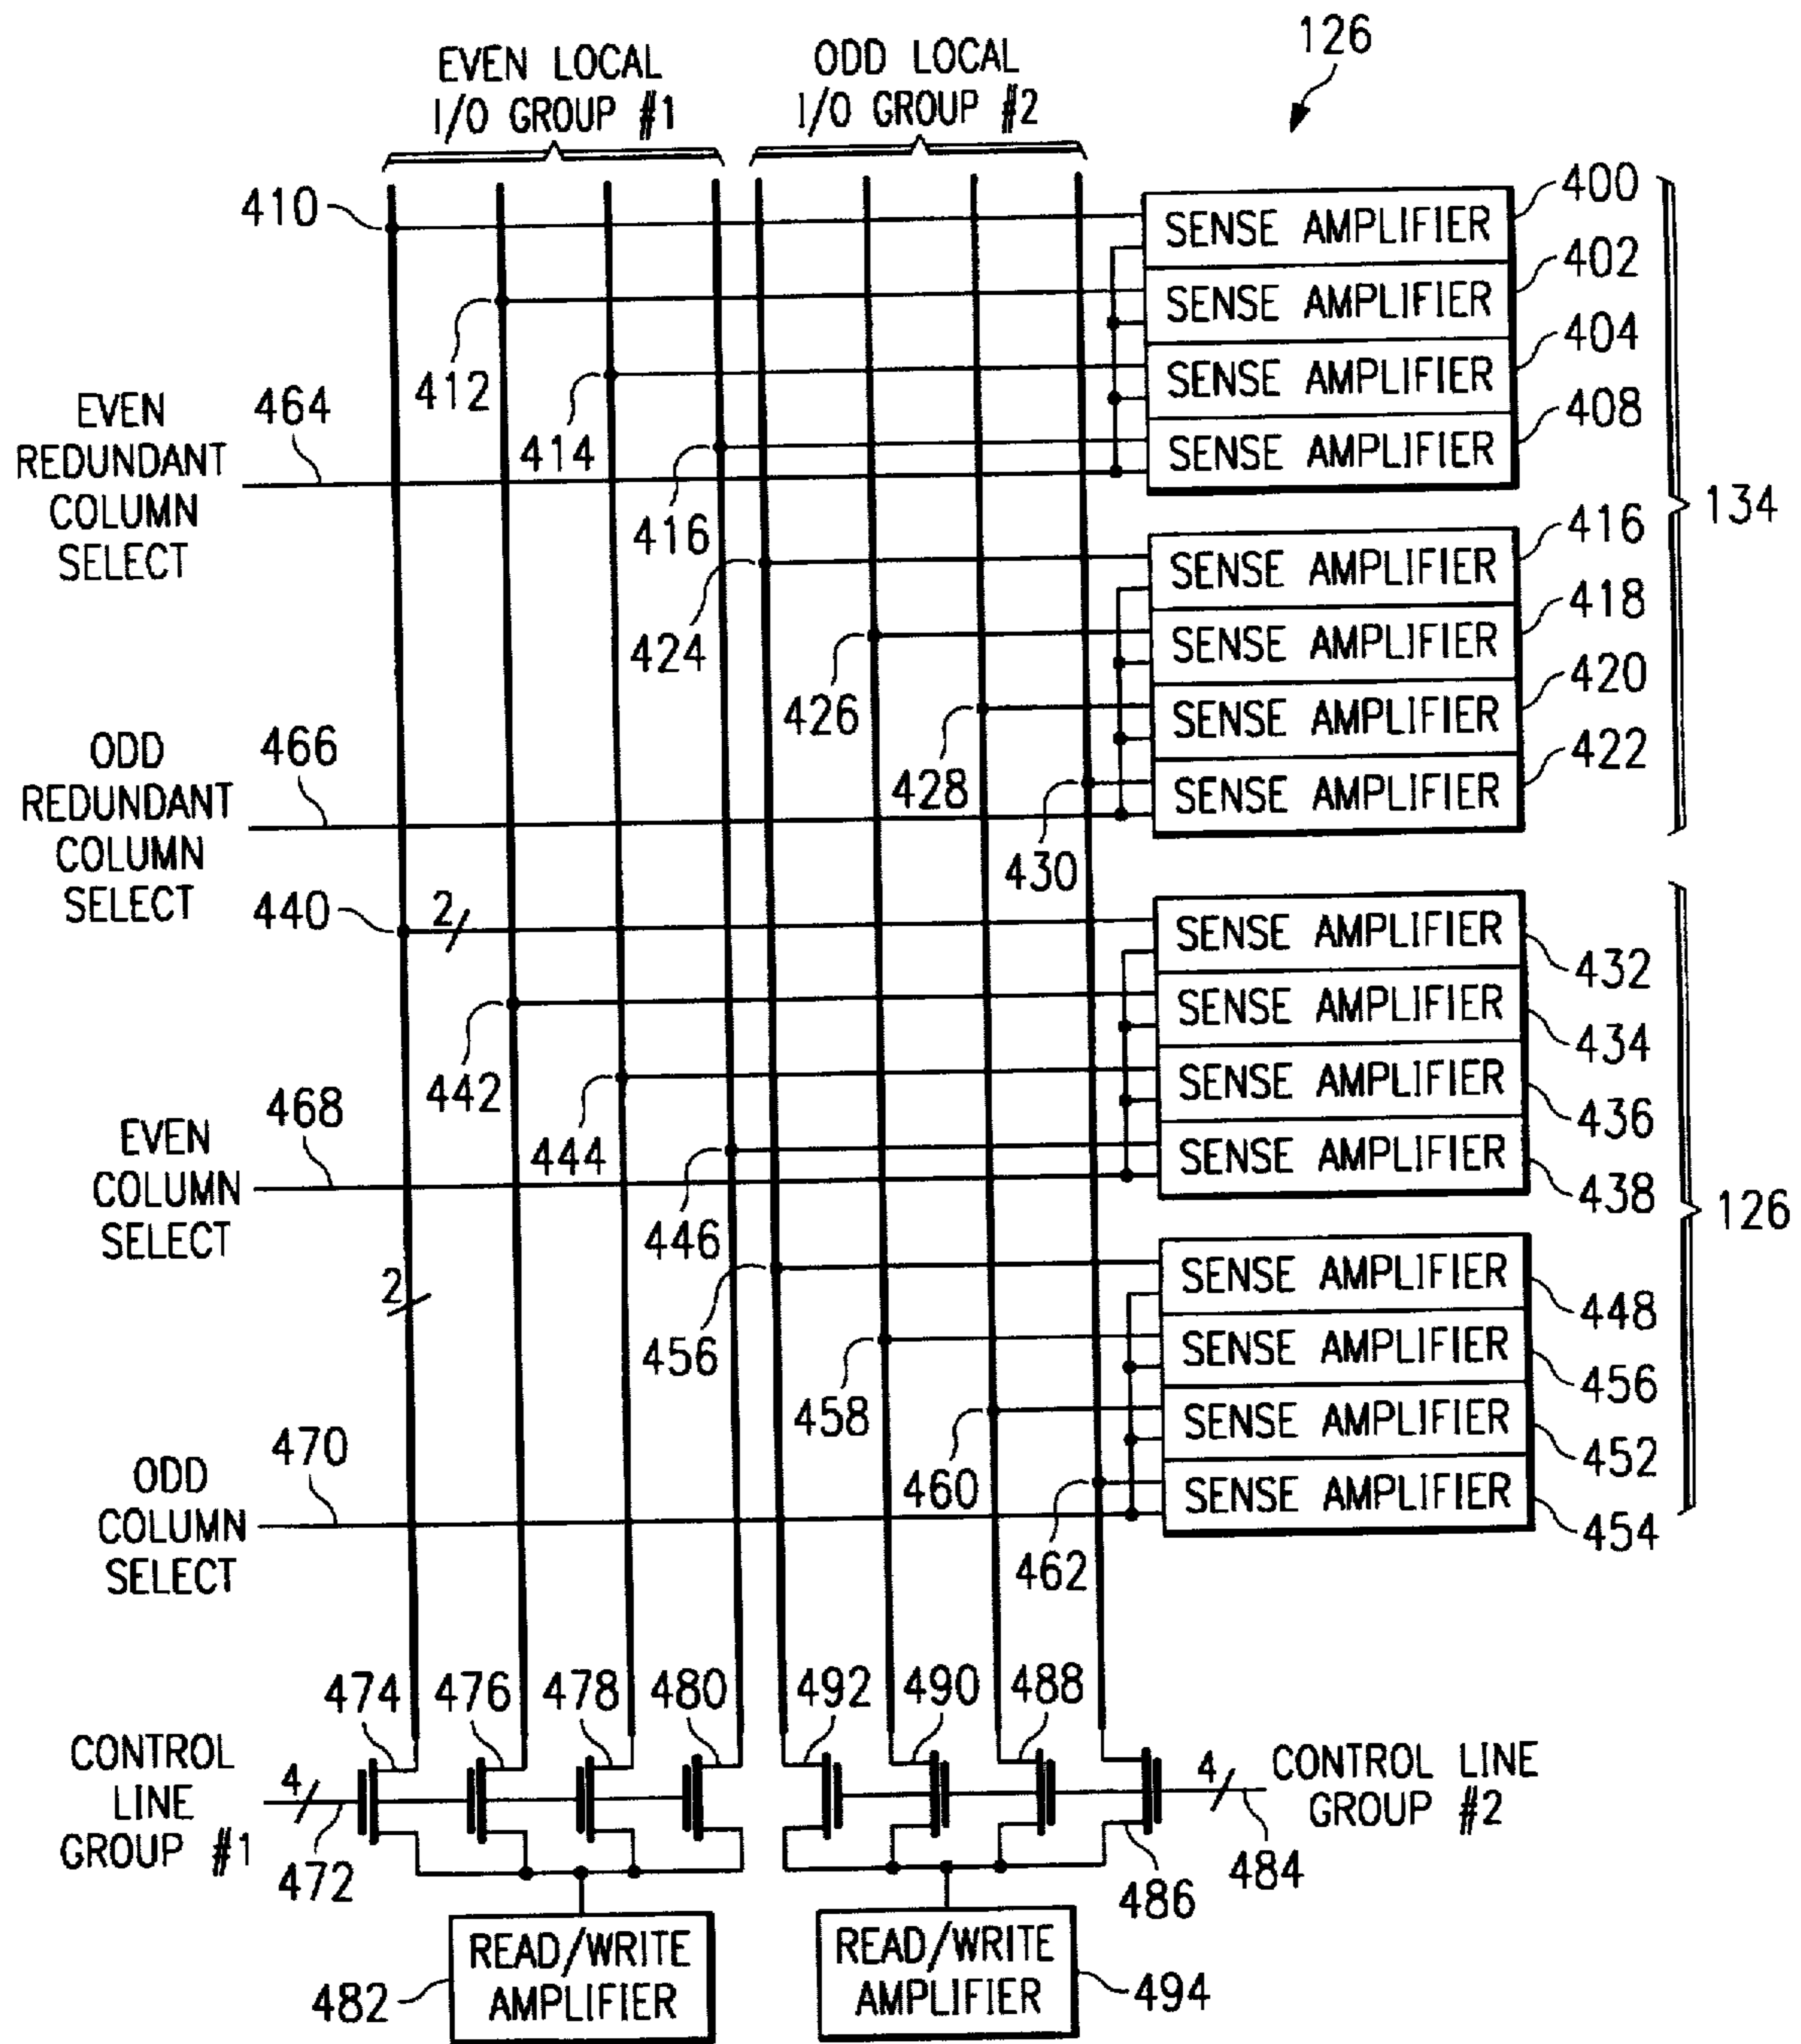 126
EVEN LOCAL
I/O GROUP #1
ODD LOCAL
I/O GROUP #2
410
SENSE AMPLIFIER
400
412
SENSE AMPLIFIER
402
414
SENSE AMPLIFIER
404
416
SENSE AMPLIFIER
408
EVEN
REDUNDANT
COLUMN
SELECT
464
134
424
SENSE AMPLIFIER
416
426
SENSE AMPLIFIER
418
428
SENSE AMPLIFIER
420
430
SENSE AMPLIFIER
422
ODD
REDUNDANT
COLUMN
SELECT
466
440
2
SENSE AMPLIFIER
432
442
SENSE AMPLIFIER
434
444
SENSE AMPLIFIER
436
446
SENSE AMPLIFIER
438
EVEN
COLUMN
SELECT
468
126
2
456
SENSE AMPLIFIER
448
458
SENSE AMPLIFIER
456
460
SENSE AMPLIFIER
452
462
SENSE AMPLIFIER
454
ODD
COLUMN
SELECT
470
474
476
478
480
492
490
488
CONTROL
LINE
GROUP #1
4
472
4
CONTROL LINE
GROUP #2
484
486
READ/WRITE
AMPLIFIER
482
READ/WRITE
AMPLIFIER
494